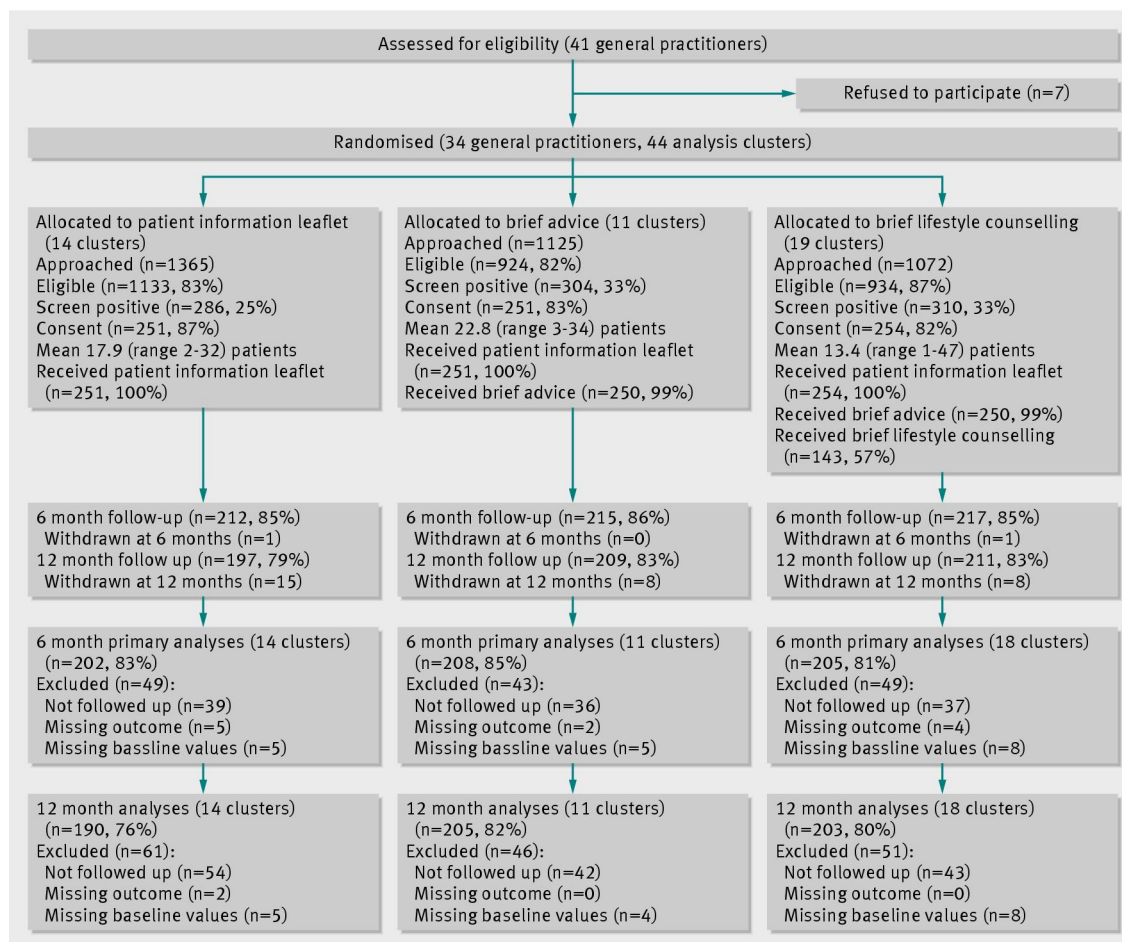 Assessed for eligibility (41 general practitioners)
Refused to participate (n=7)
Randomised (34 general practitioners, 44 analysis clusters)
Allocated to patient information leaflet
(14 clusters)
Approached (n=1365)
Eligible (n=1133, 83%)
Screen positive (n=286, 25%)
Consent (n=251, 87%)
Mean 17.9 (range 2-32) patients
Received patient information leaflet
(n=251, 100%)
Allocated to brief advice (11 clusters)
Approached (n=1125)
Eligible (n=924, 82%)
Screen positive (n=304, 33%)
Consent (n=251, 83%)
Mean 22.8 (range 3-34) patients
Received patient information leaflet
(n=251, 100%)
Received brief advice (n=250, 99%)
Allocated to brief lifestyle counselling
(19 clusters)
Approached (n=1072)
Eligible (n=934, 87%)
Screen positive (n=310, 33%)
Consent (n=254, 82%)
Mean 13.4 (range 1-47) patients
Received patient information leaflet
(n=254, 100%)
Received brief advice (n=250, 99%)
Received brief lifestyle counselling
(n=143, 57%)
6 month follow-up (n=212, 85%)
Withdrawn at 6 months (n=1)
12 month follow up (n=197, 79%)
Withdrawn at 12 months (n=15)
6 month follow-up (n=215, 86%)
Withdrawn at 6 months (n=0)
12 month follow up (n=209, 83%)
Withdrawn at 12 months (n=8)
6 month follow-up (n=217, 85%)
Withdrawn at 6 months (n=1)
12 month follow up (n=211, 83%)
Withdrawn at 12 months (n=8)
6 month primary analyses (14 clusters)
(n=202, 83%)
Excluded (n=49):
Not followed up (n=39)
Missing outcome (n=5)
Missing bassline values (n=5)
6 month primary analyses (11 clusters)
(n=208, 85%)
Excluded (n=43):
Not followed up (n=36)
Missing outcome (n=2)
Missing bassline values (n=5)
6 month primary analyses (18 clusters)
(n=205, 81%)
Excluded (n=49):
Not followed up (n=37)
Missing outcome (n=4)
Missing bassline values (n=8)
12 month analyses (14 clusters)
(n=190, 76%)
Excluded (n=61):
Not followed up (n=54)
Missing outcome (n=2)
Missing baseline values (n=5)
12 month analyses (11 clusters)
(n=205, 82%)
Excluded (n=46):
Not followed up (n=42)
Missing outcome (n=0)
Missing baseline values (n=4)
12 month analyses (18 clusters)
(n=203, 80%)
Excluded (n=51):
Not followed up (n=43)
Missing outcome (n=0)
Missing baseline values (n=8)